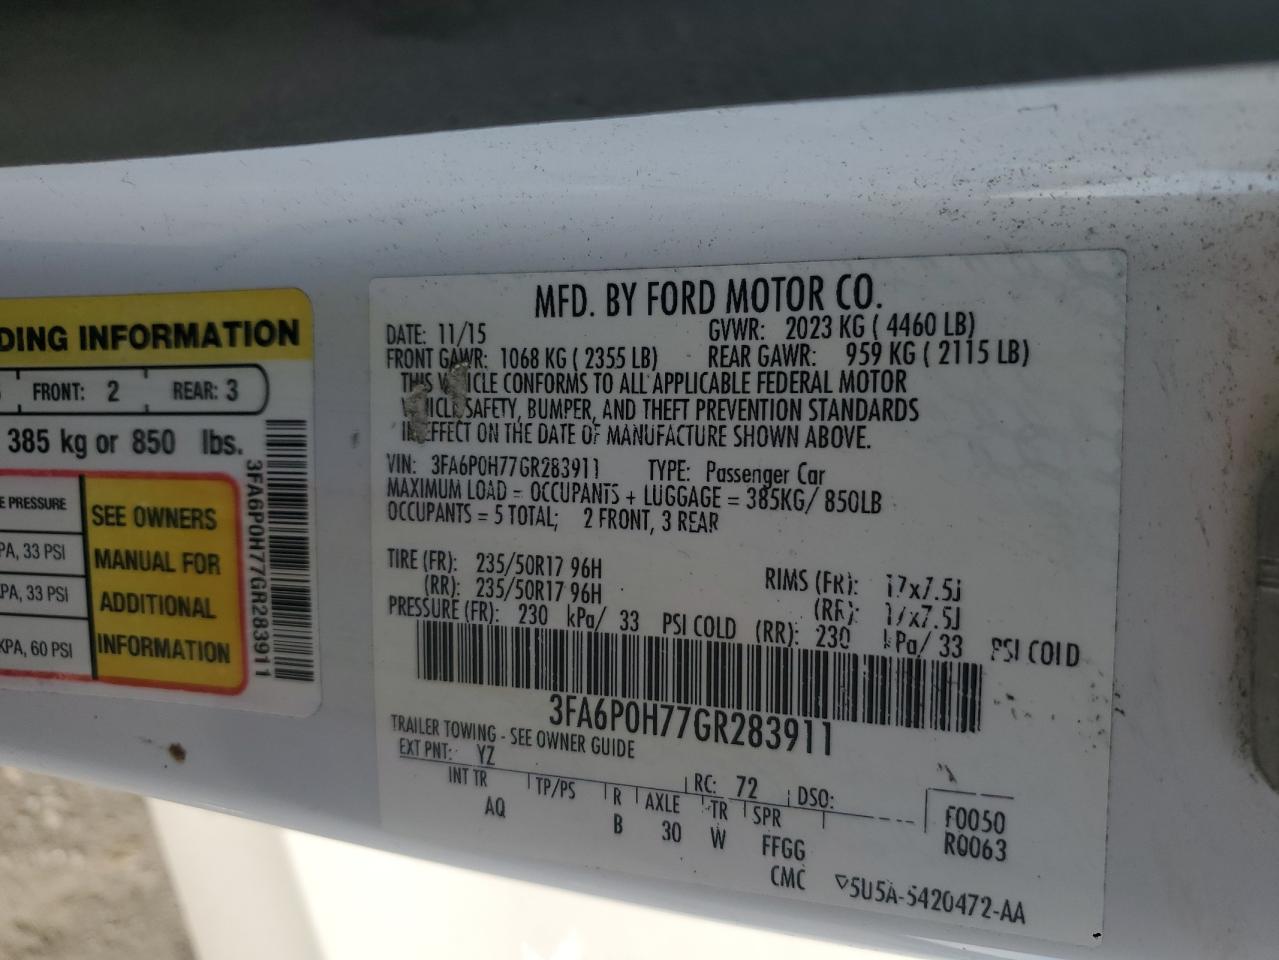 DING INFORMATION
FRONT: 2 REAR: 3
385 kg or 850 lbs.
E PRESSURE
PA, 33 PSI
KPA, 33 PSI
KPA, 60 PSI
SEE OWNERS
MANUAL FOR
ADDITIONAL
INFORMATION
3FA6P0H77GR283911
MFD. BY FORD MOTOR CO.
DATE: 11/15 GVWR: 2023 KG ( 4460 LB)
FRONT GAWR: 1068 KG ( 2355 LB) REAR GAWR: 959 KG ( 2115 LB)
THIS VEHICLE CONFORMS TO ALL APPLICABLE FEDERAL MOTOR
VEHICLE SAFETY, BUMPER, AND THEFT PREVENTION STANDARDS
IN EFFECT ON THE DATE OF MANUFACTURE SHOWN ABOVE.
VIN: 3FA6P0H77GR283911 TYPE: Passenger Car
MAXIMUM LOAD = OCCUPANTS + LUGGAGE = 385KG/ 850LB
OCCUPANTS = 5 TOTAL; 2 FRONT, 3 REAR
TIRE (FR): 235/50R17 96H RIMS (FR): 17x7.5J
(RR): 235/50R17 96H (RR): 17x7.5J
PRESSURE (FR): 230 kPa/ 33 PSI COLD (RR): 230 kPa/ 33 PSI COLD
3FA6P0H77GR283911
TRAILER TOWING - SEE OWNER GUIDE
EXT PNT: YZ RC: 72 DSO:
INT TR TP/PS R AXLE TR SPR F0050
AQ B 30 W FFGG R0063
CMC ▽5U5A-5420472-AA